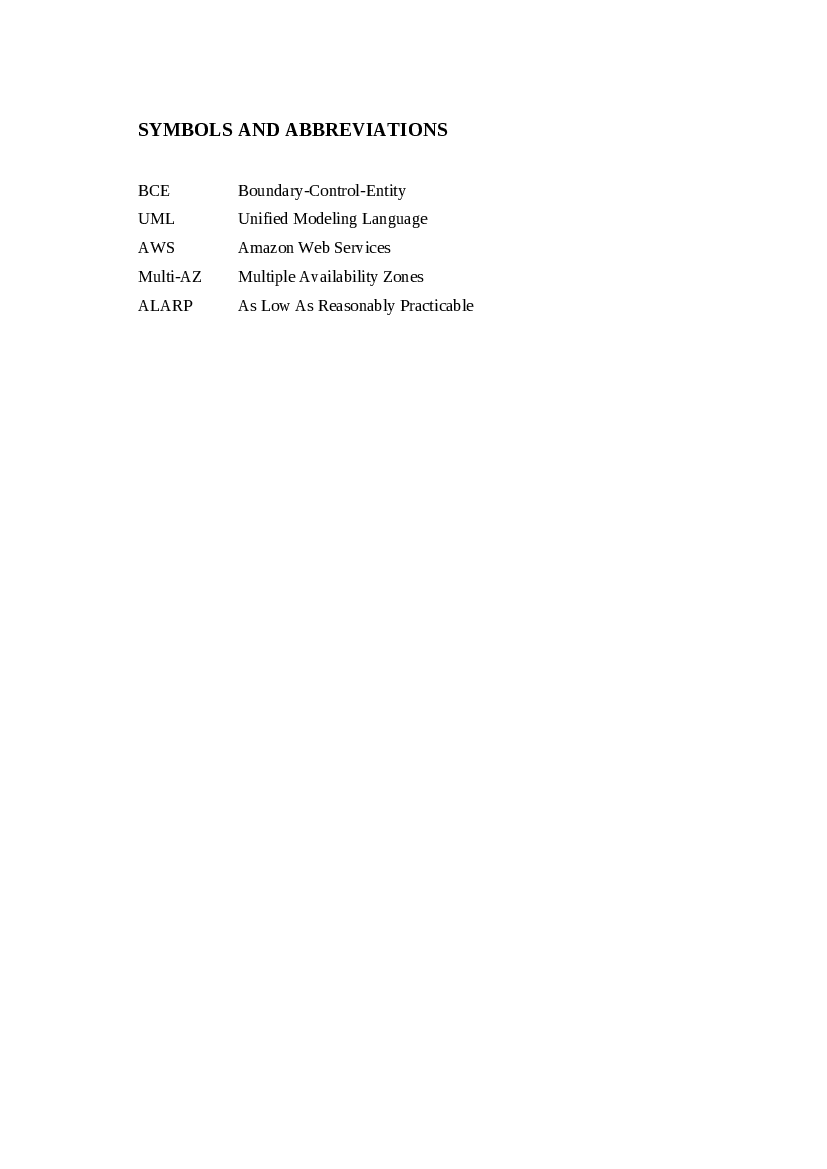 SYMBOLS AND ABBREVIATIONS
BCE Boundary-Control-Entity
UML Unified Modeling Language
AWS Amazon Web Services
Multi-AZ Multiple Availability Zones
ALARP As Low As Reasonably Practicable